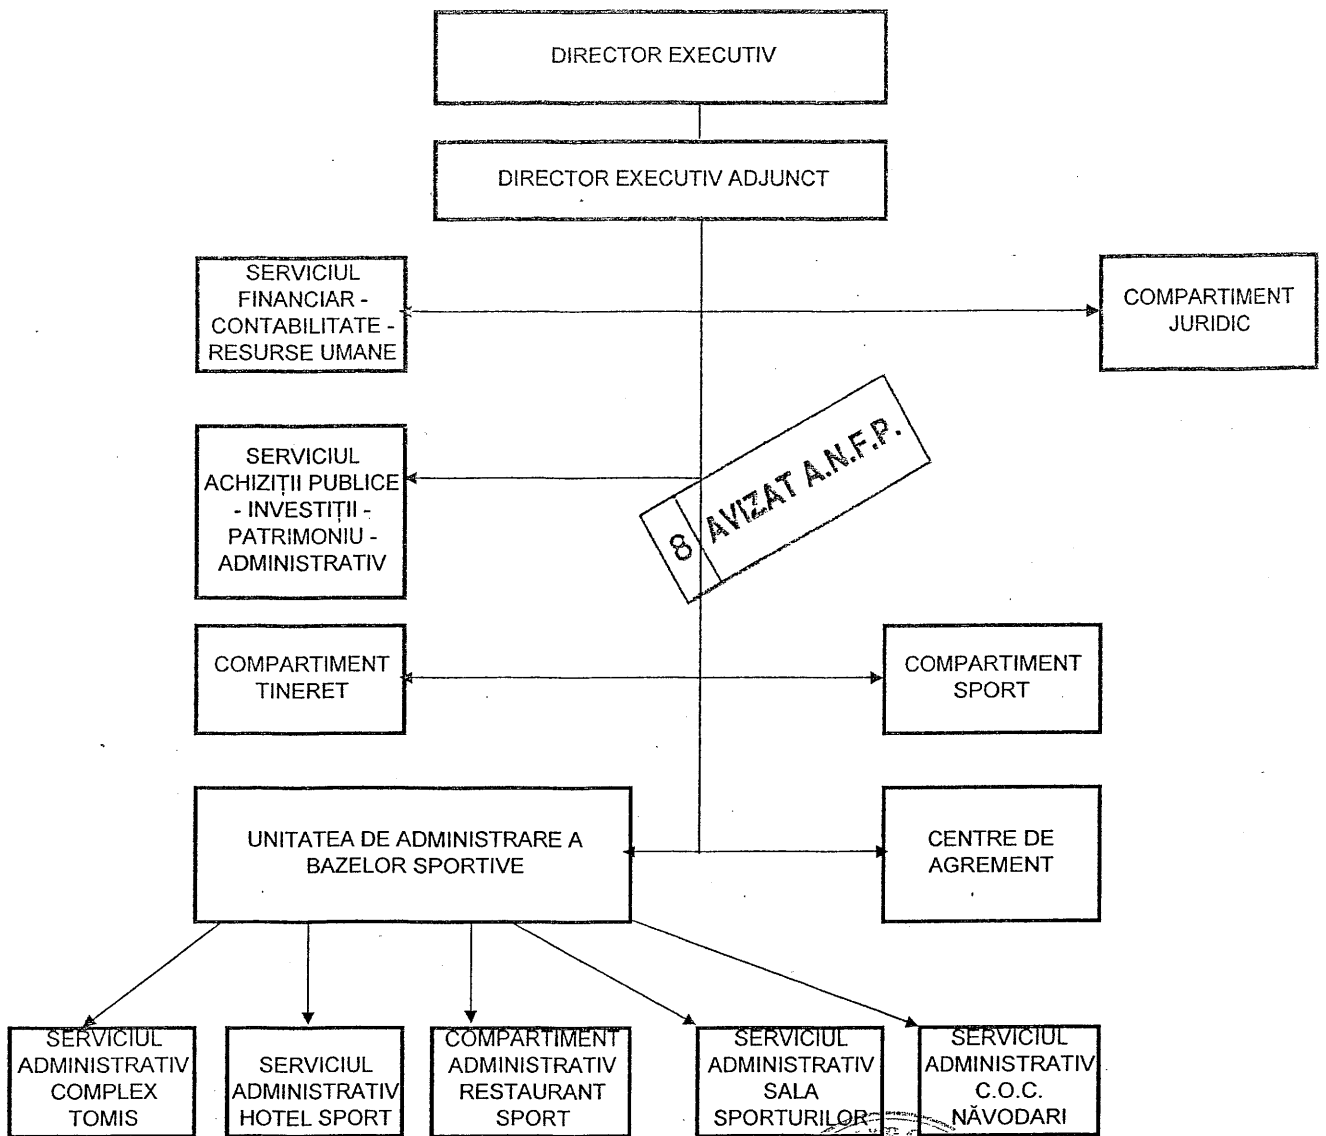 DIRECTOR EXECUTIV
DIRECTOR EXECUTIV ADJUNCT
SERVICIUL
FINANCIAR -
CONTABILITATE -
RESURSE UMANE
COMPARTIMENT
JURIDIC
SERVICIUL
ACHIZIȚII PUBLICE
- INVESTIȚII -
PATRIMONIU -
ADMINISTRATIV
8 AVIZAT A.N.F.P.
COMPARTIMENT
TINERET
COMPARTIMENT
SPORT
UNITATEA DE ADMINISTRARE A
BAZELOR SPORTIVE
CENTRE DE
AGREMENT
SERVICIUL
ADMINISTRATIV
COMPLEX
TOMIS
SERVICIUL
ADMINISTRATIV
HOTEL SPORT
COMPARTIMENT
ADMINISTRATIV
RESTAURANT
SPORT
SERVICIUL
ADMINISTRATIV
SALA
SPORTURILOR
SERVICIUL
ADMINISTRATIV
C.O.C.
NĂVODARI